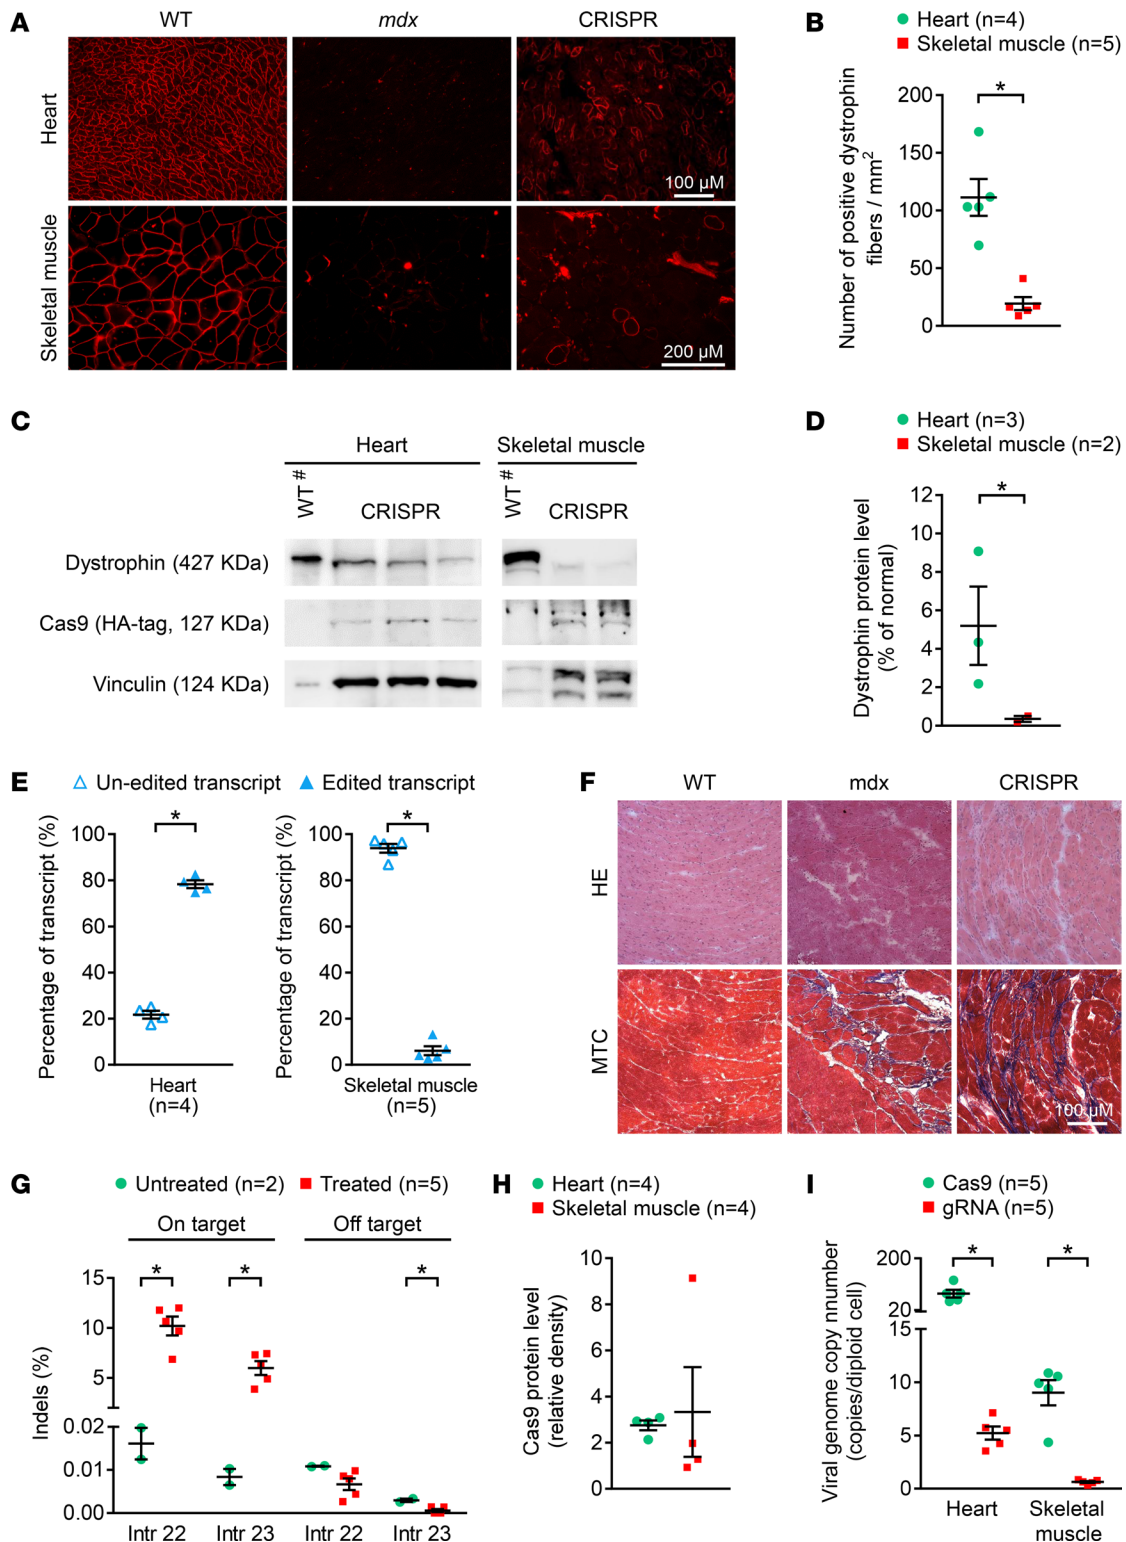 A
WT
mdx
CRISPR
Heart
100 µM
Skeletal muscle
200 µM
B
Heart (n=4)
Skeletal muscle (n=5)
*
Number of positive dystrophin
fibers / mm2
200
150
100
50
0
C
Heart
Skeletal muscle
WT#
CRISPR
WT#
CRISPR
Dystrophin (427 KDa)
Cas9 (HA-tag, 127 KDa)
Vinculin (124 KDa)
D
Heart (n=3)
Skeletal muscle (n=2)
*
Dystrophin protein level
(% of normal)
12
10
8
6
4
2
0
E
Un-edited transcript
Edited transcript
*
Percentage of transcript (%)
100
80
60
40
20
0
Heart
(n=4)
*
Percentage of transcript (%)
100
80
60
40
20
0
Skeletal muscle
(n=5)
F
WT
mdx
CRISPR
HE
MTC
100 µM
G
Untreated (n=2)
Treated (n=5)
On target
Off target
* * *
Indels (%)
15
10
5
0.02
0.01
0.00
Intr 22 Intr 23 Intr 22 Intr 23
H
Heart (n=4)
Skeletal muscle (n=4)
Cas9 protein level
(relative density)
10
8
6
4
2
0
I
Cas9 (n=5)
gRNA (n=5)
* *
Viral genome copy nnumber
(copies/diploid cell)
200
20
15
10
5
0
Heart
Skeletal
muscle